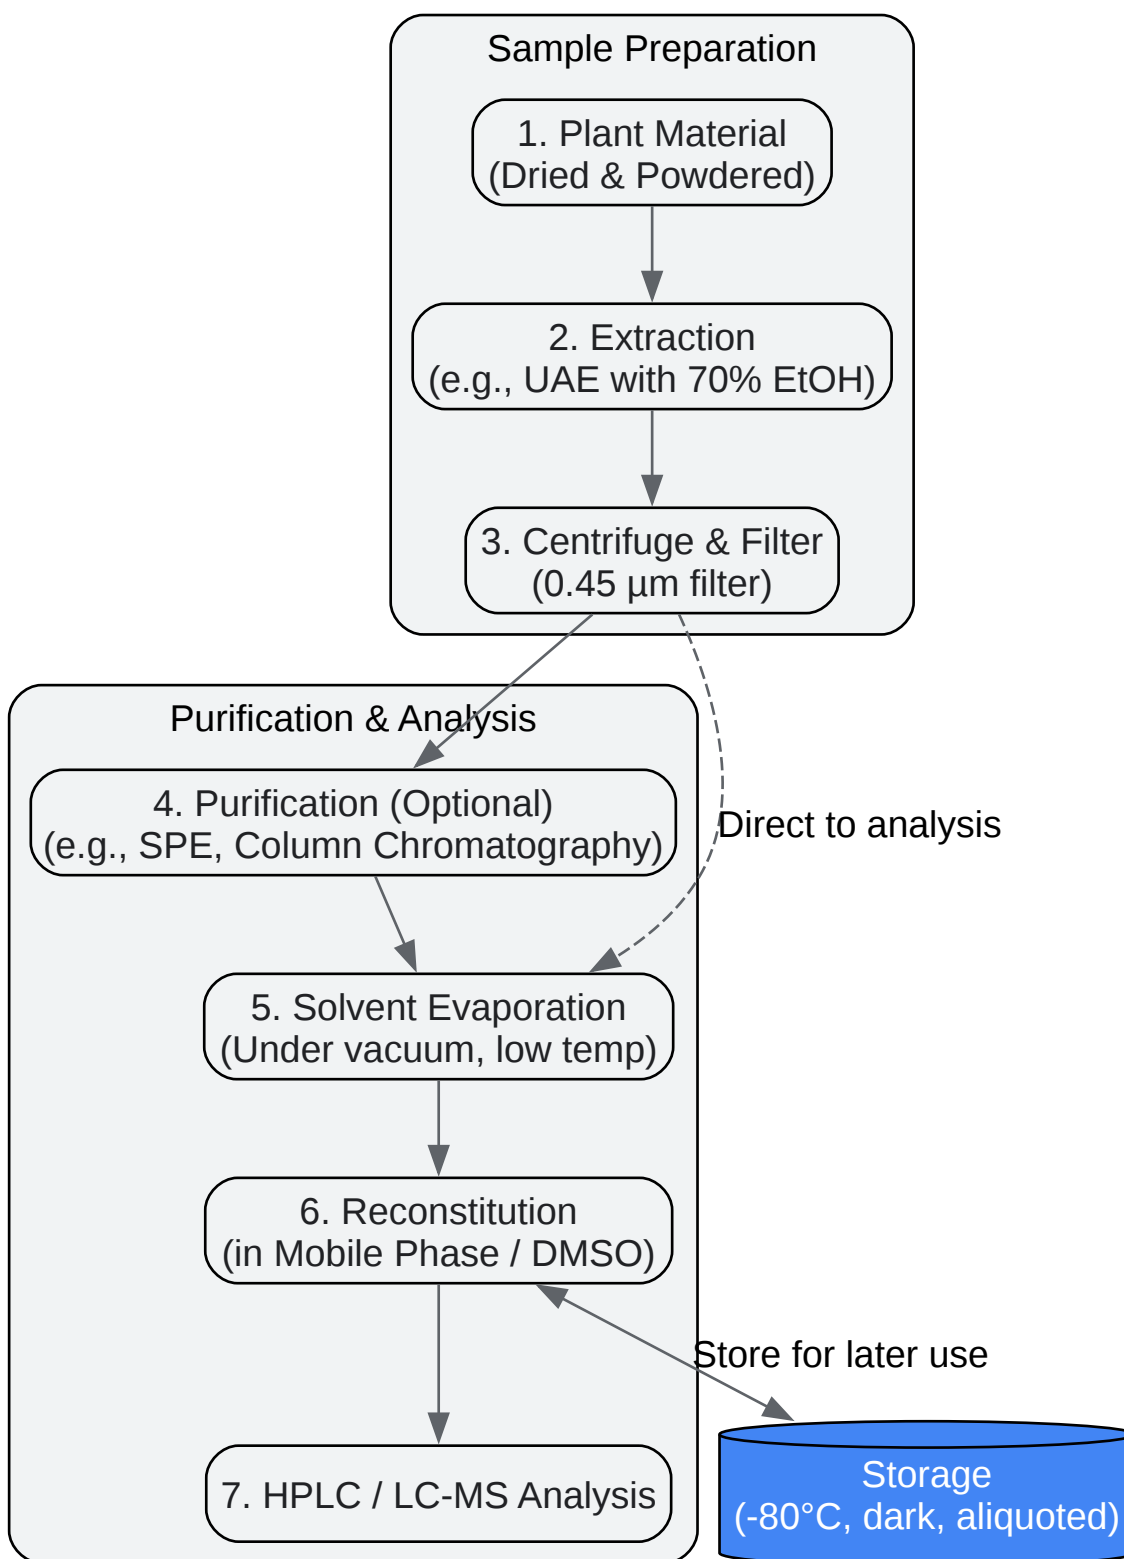 Sample Preparation
1. Plant Material
(Dried & Powdered)
2. Extraction
(e.g., UAE with 70% EtOH)
3. Centrifuge & Filter
(0.45 µm filter)
Purification & Analysis
4. Purification (Optional)
(e.g., SPE, Column Chromatography)
Direct to analysis
5. Solvent Evaporation
(Under vacuum, low temp)
6. Reconstitution
(in Mobile Phase / DMSO)
Store for later use
7. HPLC / LC-MS Analysis
Storage
(-80°C, dark, aliquoted)